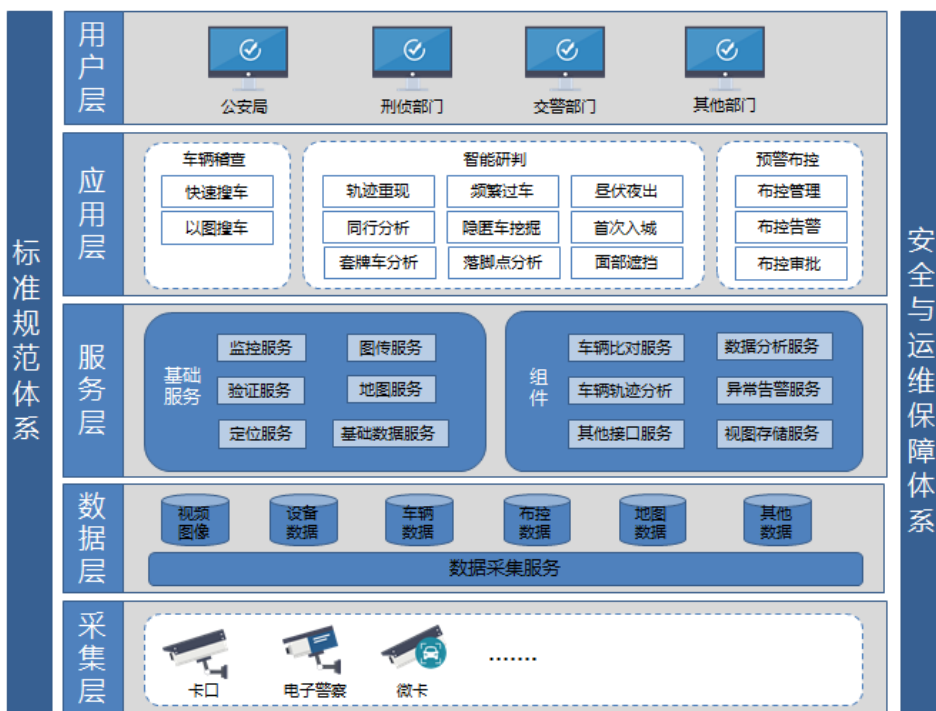 标准规范体系
安全与运维保障体系
用户层
公安局
刑侦部门
交警部门
其他部门
应用层
车辆稽查
快速搜车
以图搜车
智能研判
轨迹重现
频繁过车
昼伏夜出
同行分析
隐匿车挖掘
首次入城
套牌车分析
落脚点分析
面部遮挡
预警布控
布控管理
布控告警
布控审批
服务层
基础
服务
监控服务
图传服务
验证服务
地图服务
定位服务
基础数据服务
组
件
车辆比对服务
数据分析服务
车辆轨迹分析
异常告警服务
其他接口服务
视图存储服务
数据层
视频
图像
设备
数据
车辆
数据
布控
数据
地图
数据
其他
数据
数据采集服务
采集层
卡口
电子警察
微卡
.......